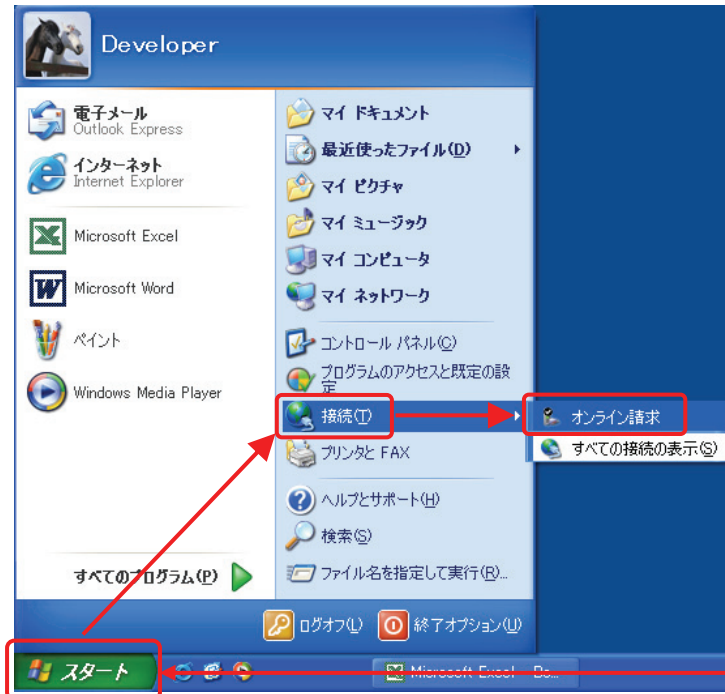 Developer
電子メール
Outlook Express
インターネット
Internet Explorer
Microsoft Excel
Microsoft Word
ペイント
Windows Media Player
すべてのプログラム(P)
マイ ドキュメント
最近使ったファイル(D)
マイ ピクチャ
マイ ミュージック
マイ コンピュータ
マイ ネットワーク
コントロール パネル(C)
プログラムのアクセスと既定の設
定
接続(T)
プリンタと FAX
ヘルプとサポート(H)
検索(S)
ファイル名を指定して実行(R)...
オンライン請求
すべての接続の表示(S)
ログオフ(L)
終了オプション(U)
スタート
Microsoft Excel - Bo...